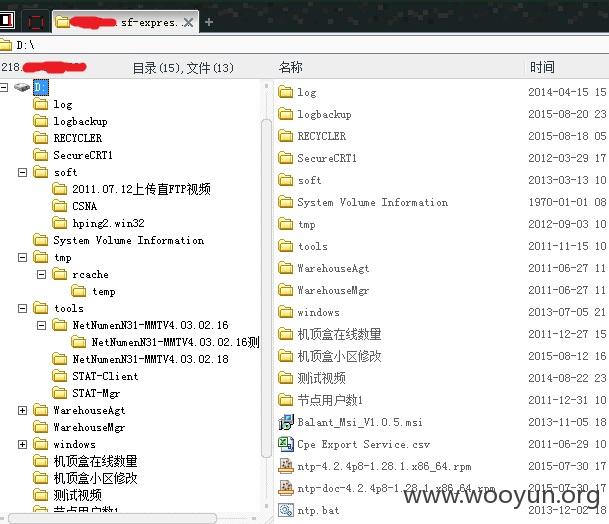 sf-expres...
D:\
218.
目录(15),文件(13)
名称
时间
D:
log
logbackup
RECYCLER
SecureCRT1
soft
2011.07.12上传直FTP视频
CSNA
hping2.win32
System Volume Information
tmp
rcache
temp
tools
NetNumenN31-MMTV4.03.02.16
NetNumenN31-MMTV4.03.02.16测
NetNumenN31-MMTV4.03.02.18
STAT-Client
STAT-Mgr
WarehouseAgt
WarehouseMgr
windows
机顶盒在线数量
机顶盒小区修改
测试视频
节点用户数1
log 2014-04-15 15
logbackup 2015-08-20 23
RECYCLER 2015-08-18 05
SecureCRT1 2012-03-29 17
soft 2013-03-13 10
System Volume Information 1970-01-01 08
tmp 2012-09-03 10
tools 2011-11-15 10
WarehouseAgt 2011-06-27 11
WarehouseMgr 2011-06-27 11
windows 2013-07-05 21
机顶盒在线数量 2011-12-27 15
机顶盒小区修改 2015-08-12 16
测试视频 2014-08-22 23
节点用户数1 2011-12-31 10
Balant_Msi_V1.0.5.msi 2013-11-05 18
Cpe Export Service.csv 2011-06-29 10
ntp-4.2.4p8-1.28.1.x86_64.rpm 2015-07-30 17
ntp-doc-4.2.4p8-1.28.1.x86_64.rpm 2015-07-30 17
ntp.bat 2013-12-02 18
www.wooyun.org